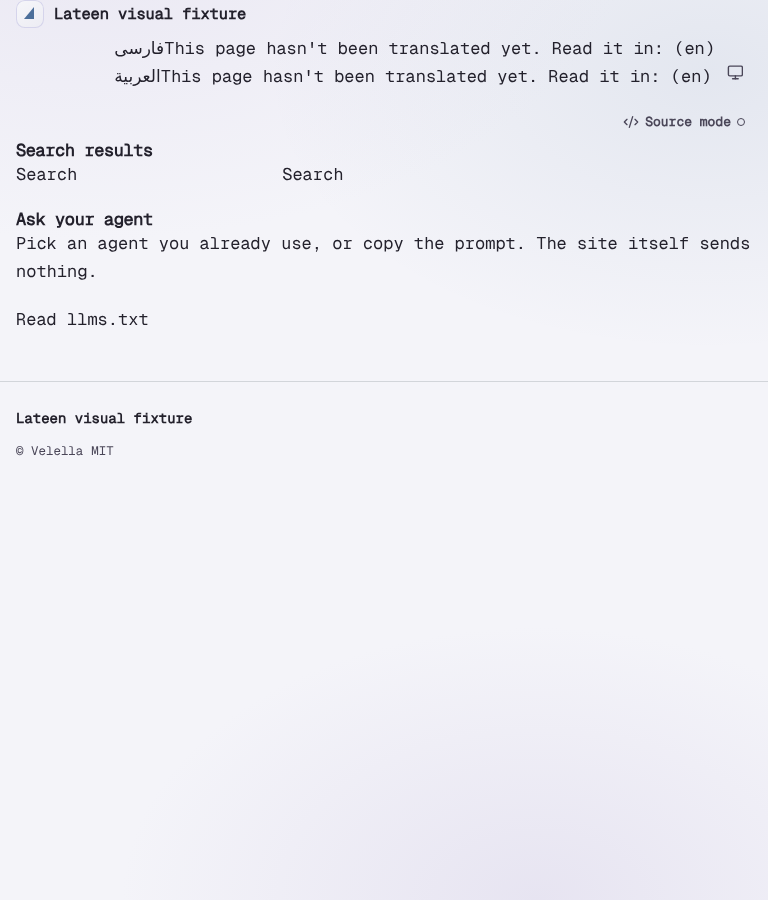 Lateen visual fixture
فارسیThis page hasn't been translated yet. Read it in: (en)
العربيةThis page hasn't been translated yet. Read it in: (en)
</> Source mode
Search results
Search Search
Ask your agent
Pick an agent you already use, or copy the prompt. The site itself sends
nothing.
Read llms.txt
Lateen visual fixture
© Velella MIT